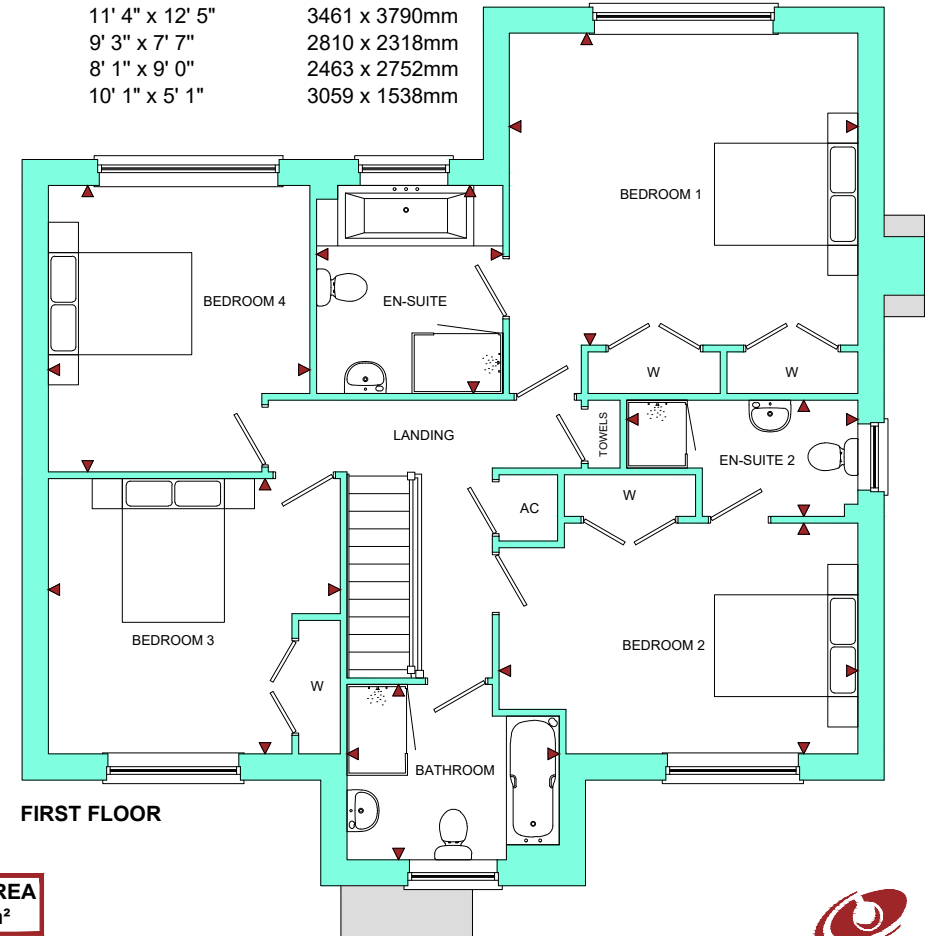 11' 4" x 12' 5" 3461 x 3790mm
9' 3" x 7' 7" 2810 x 2318mm
8' 1" x 9' 0" 2463 x 2752mm
10' 1" x 5' 1" 3059 x 1538mm
BEDROOM 1
BEDROOM 4
EN-SUITE
W
W
LANDING
TOWELS
EN-SUITE 2
W
AC
BEDROOM 3
BEDROOM 2
W
BATHROOM
FIRST FLOOR